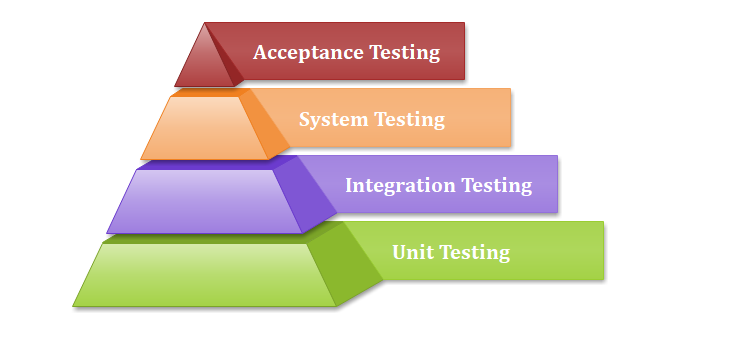 Acceptance Testing
System Testing
Integration Testing
Unit Testing